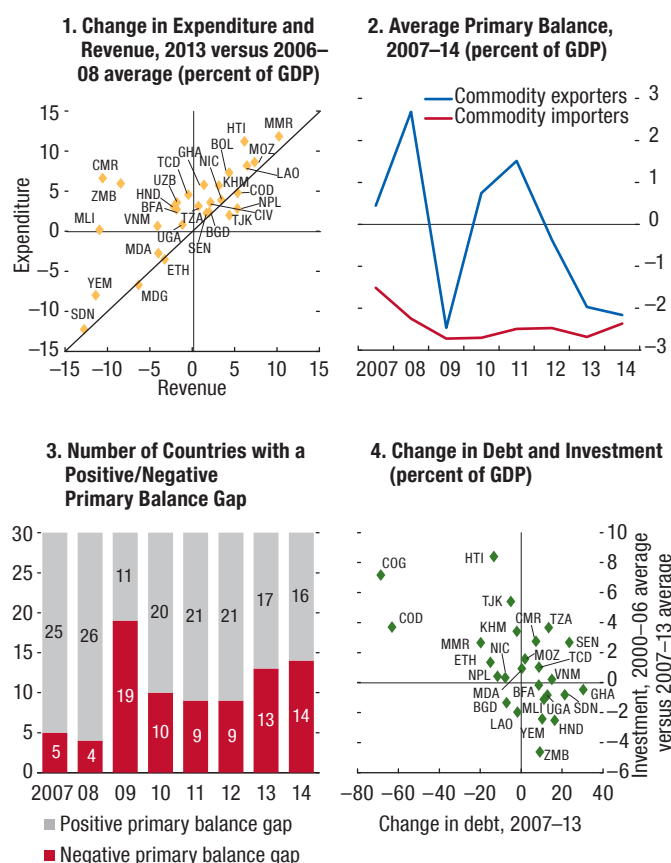 1. Change in Expenditure and
Revenue, 2013 versus 2006–
08 average (percent of GDP)
15
10
5
0
–5
–10
–15
Expenditure
–15
–10
–5
0
5
10
15
Revenue
HTI
MMR
BOL
MOZ
GHA
NIC
LAO
CMR
TCD
UZB
KHM
COD
ZMB
HND
NPL
BFA
CIV
MLI
VNM
TZA
TJK
UGA
BGD
SEN
MDA
ETH
YEM
MDG
SDN
2. Average Primary Balance,
2007–14 (percent of GDP)
Commodity exporters
Commodity importers
3
2
1
0
–1
–2
–3
2007 08 09 10 11 12 13 14
3. Number of Countries with a
Positive/Negative
Primary Balance Gap
30
25
20
15
10
5
0
25 26 11 20 21 21 17 16
5 4 19 10 9 9 13 14
2007 08 09 10 11 12 13 14
Positive primary balance gap
Negative primary balance gap
4. Change in Debt and Investment
(percent of GDP)
10
8
6
4
2
0
–2
–4
–6
Investment, 2000–06 average
versus 2007–13 average
COG
HTI
TJK
COD
KHM
CMR
TZA
MMR
NIC
SEN
ETH
MOZ
TCD
NPL
VNM
MDA
BFA
GHA
BGD
MLI
UGA
SDN
LAO
YEM
HND
ZMB
–80 –60 –40 –20 0 20 40
Change in debt, 2007–13